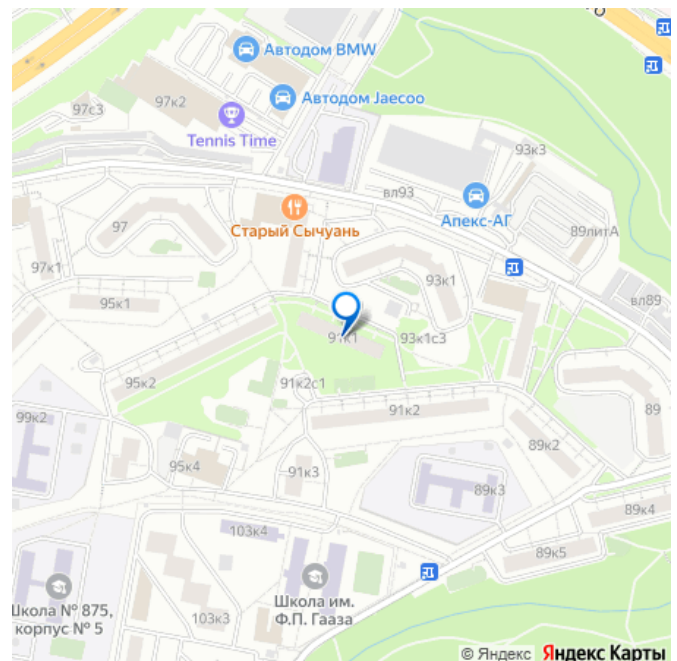 Автодом BMW
97к2
Автодом Jaecoo
97с3
Tennis Time
93к3
вл93
Апекс-АГ
Старый Сычуань
97
89литА
97к1
93к1
вл89
95к1
91к1
93к1с3
95к2
91к2с1
91к2
89
99к2
89к2
95к4
91к3
89к3
89к4
103к4
89к5
Школа № 875,
корпус № 5
Школа им.
Ф.П. Гааза
103к3
© Яндекс Яндекс Карты